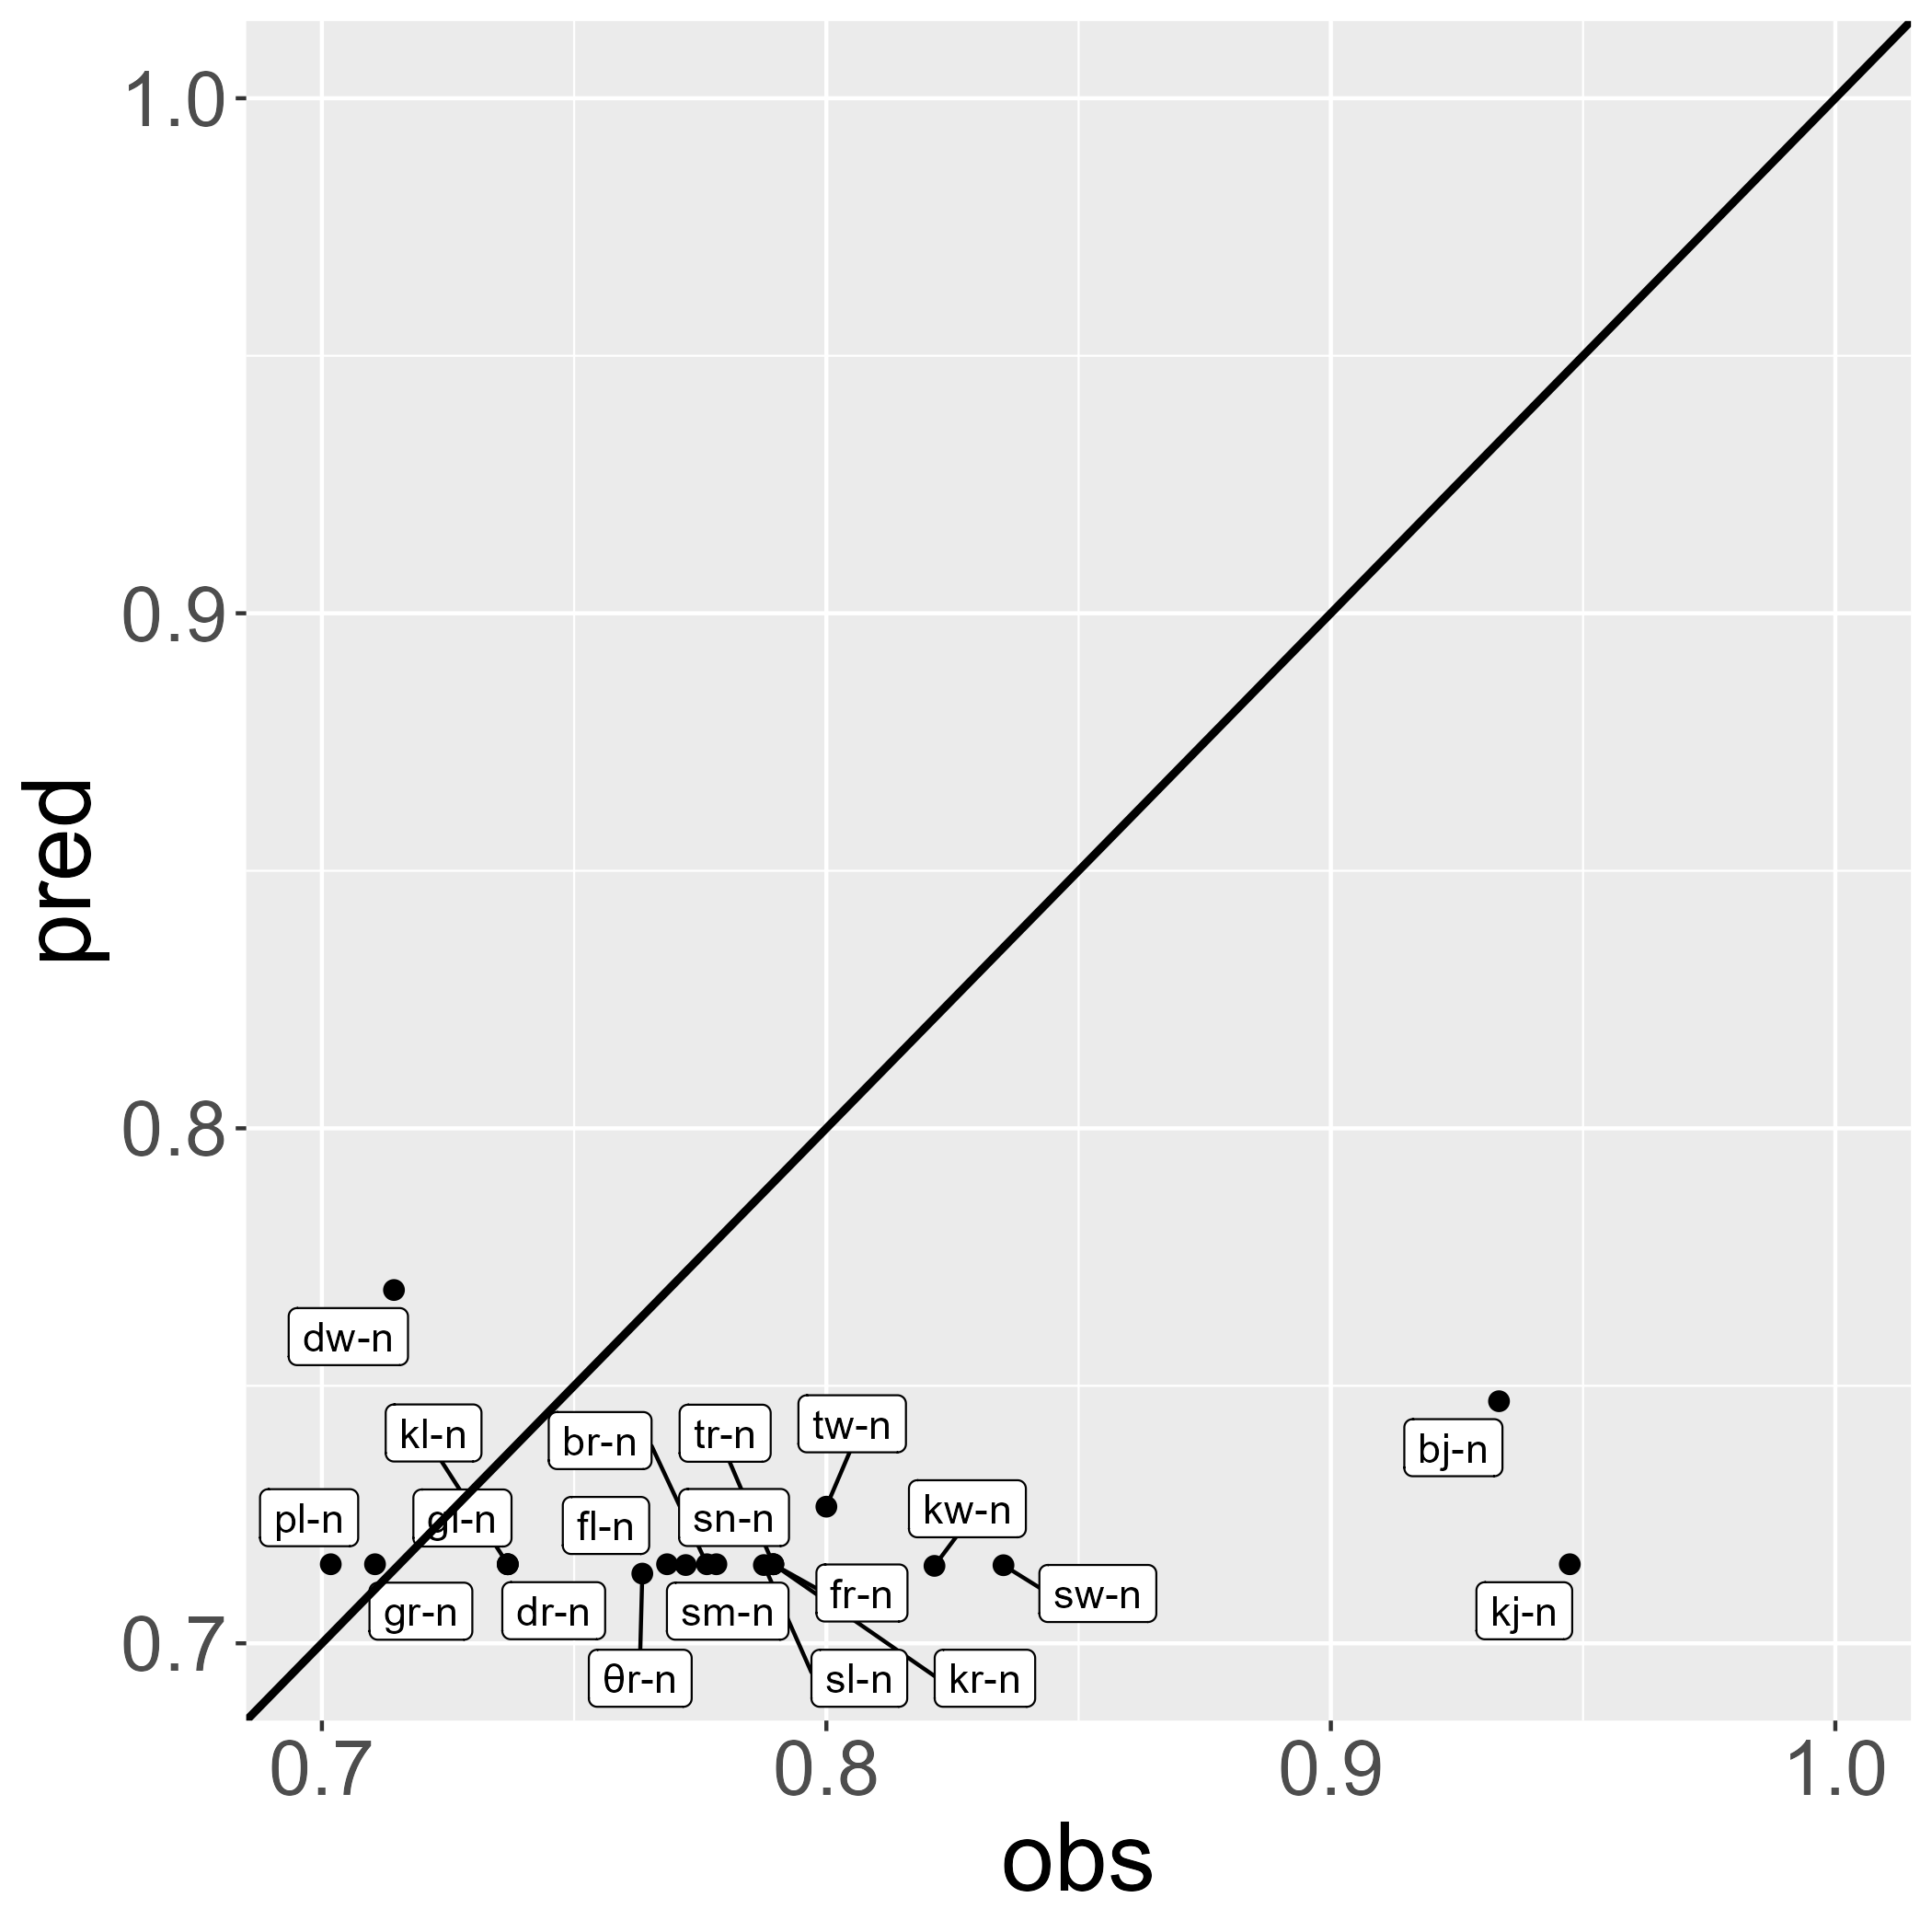 1.0
0.9
0.8
0.7
pred
dw-n
kl-n
br-n
tr-n
tw-n
bj-n
pl-n
gl-n
fl-n
sn-n
kw-n
gr-n
dr-n
sm-n
fr-n
sw-n
kj-n
θr-n
sl-n
kr-n
0.7
0.8
0.9
1.0
obs